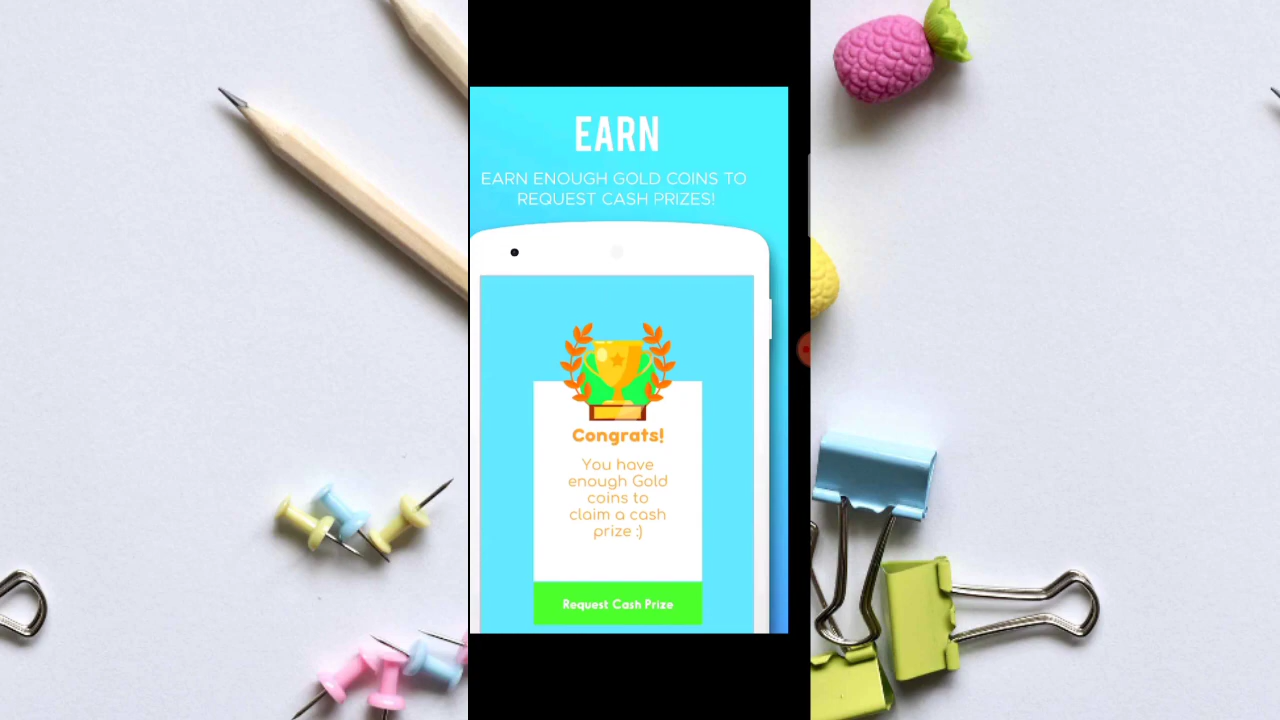 EARN
EARN ENOUGH GOLD COINS TO
REQUEST CASH PRIZES!
Congrats!
You have
enough Gold
coins to
claim a cash
prize :)
Request Cash Prize